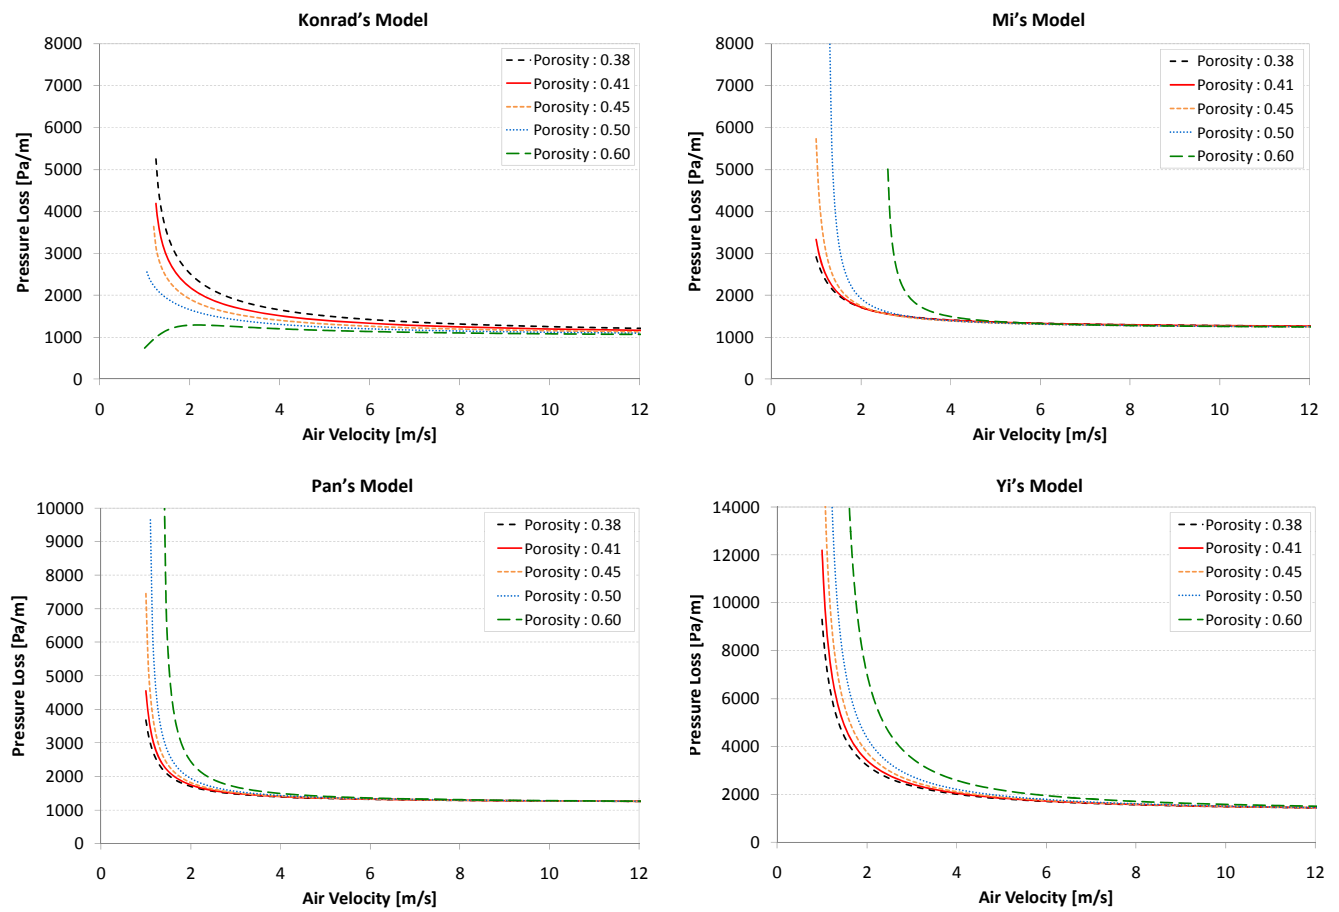 Konrad's Model
8000
7000
6000
5000
4000
3000
2000
1000
0
Pressure Loss [Pa/m]
0 2 4 6 8 10 12
Air Velocity [m/s]
Porosity : 0.38
Porosity : 0.41
Porosity : 0.45
Porosity : 0.50
Porosity : 0.60
Mi's Model
8000
7000
6000
5000
4000
3000
2000
1000
0
Pressure Loss [Pa/m]
0 2 4 6 8 10 12
Air Velocity [m/s]
Porosity : 0.38
Porosity : 0.41
Porosity : 0.45
Porosity : 0.50
Porosity : 0.60
Pan's Model
10000
9000
8000
7000
6000
5000
4000
3000
2000
1000
0
Pressure Loss [Pa/m]
0 2 4 6 8 10 12
Air Velocity [m/s]
Porosity : 0.38
Porosity : 0.41
Porosity : 0.45
Porosity : 0.50
Porosity : 0.60
Yi's Model
14000
12000
10000
8000
6000
4000
2000
0
Pressure Loss [Pa/m]
0 2 4 6 8 10 12
Air Velocity [m/s]
Porosity : 0.38
Porosity : 0.41
Porosity : 0.45
Porosity : 0.50
Porosity : 0.60